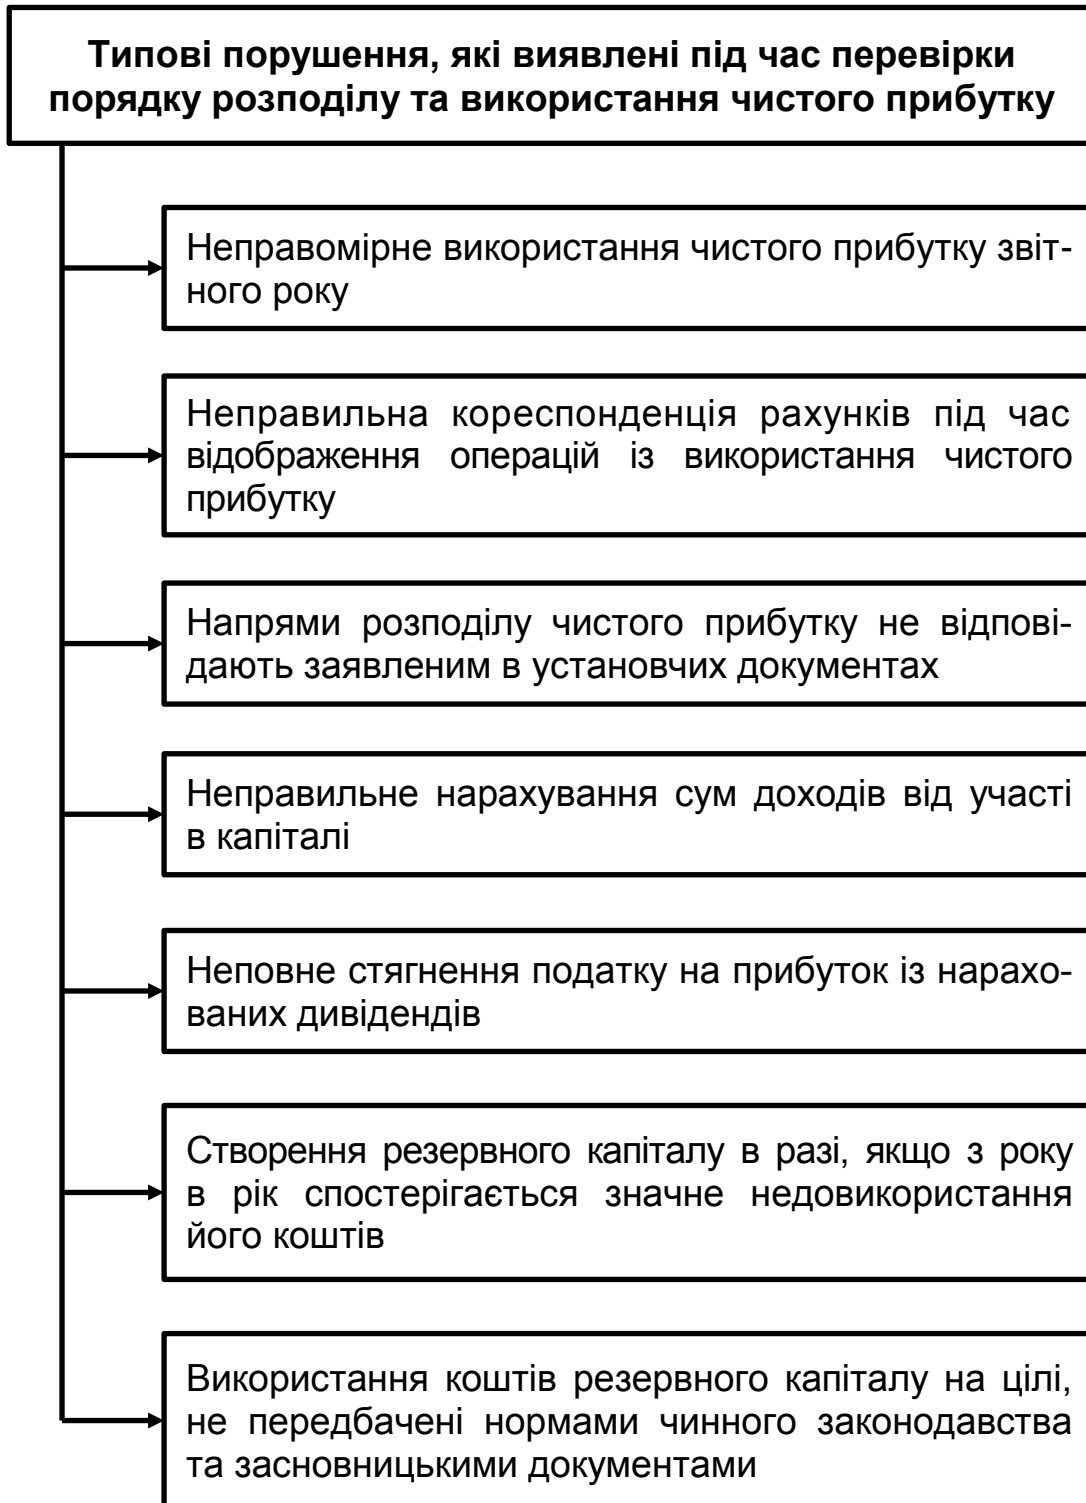 Типові порушення, які виявлені під час перевірки
порядку розподілу та використання чистого прибутку
Неправомірне використання чистого прибутку звіт-
ного року
Неправильна кореспонденція рахунків під час
відображення операцій із використання чистого
прибутку
Напрями розподілу чистого прибутку не відпові-
дають заявленим в установчих документах
Неправильне нарахування сум доходів від участі
в капіталі
Неповне стягнення податку на прибуток із нарахо-
ваних дивідендів
Створення резервного капіталу в разі, якщо з року
в рік спостерігається значне недовикористання
його коштів
Використання коштів резервного капіталу на цілі,
не передбачені нормами чинного законодавства
та засновницькими документами